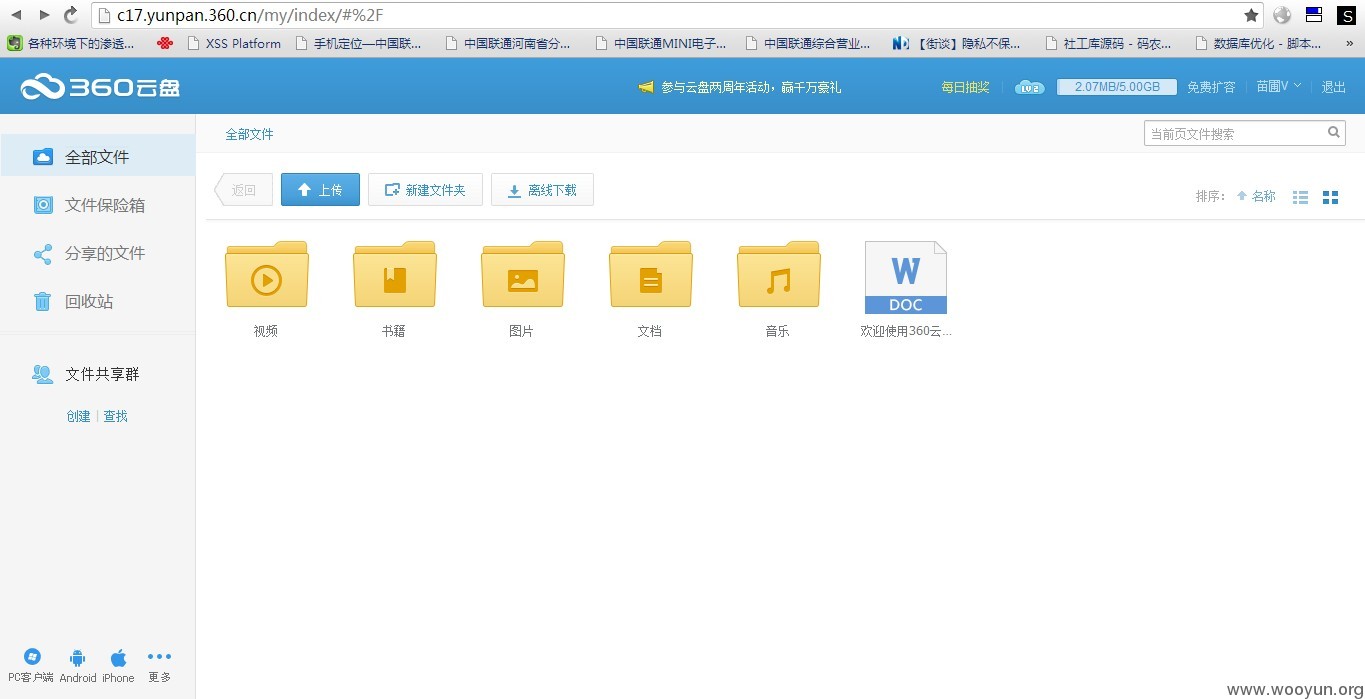 c17.yunpan.360.cn/my/index/#%2F
各种环境下的渗透... XSS Platform 手机定位—中国联... 中国联通河南省分... 中国联通MINI电子... 中国联通综合营业... 【街谈】隐私不保... 社工库源码 - 码农... 数据库优化 - 脚本... »
360云盘 参与云盘两周年活动，赢千万豪礼 每日抽奖 LV2 2.07MB/5.00GB 免费扩容 苗圃V 退出
全部文件 当前页文件搜索
全部文件
文件保险箱
分享的文件
回收站
文件共享群
创建 | 查找
返回 上传 新建文件夹 离线下载 排序： 名称
W
DOC
视频 书籍 图片 文档 音乐 欢迎使用360云...
PC客户端 Android iPhone 更多
www.wooyun.org